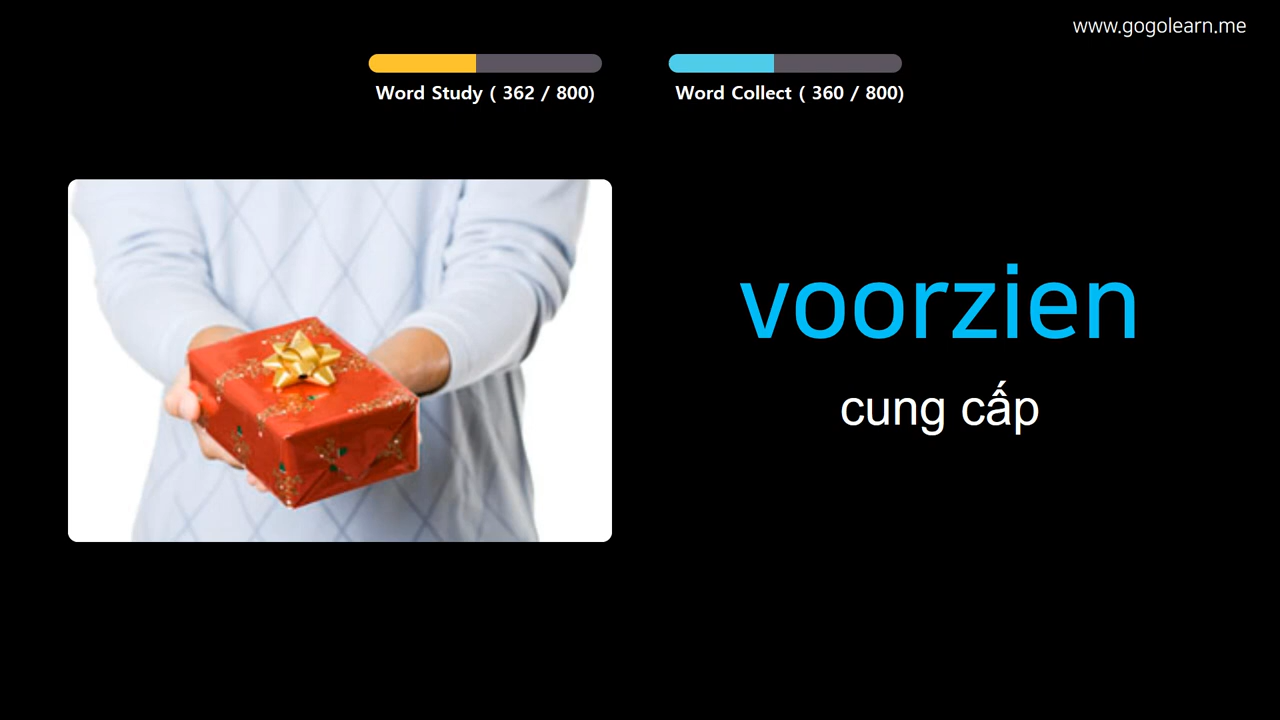 www.gogolearn.me
Word Study ( 362 / 800)
Word Collect ( 360 / 800)
voorzien
cung cấp